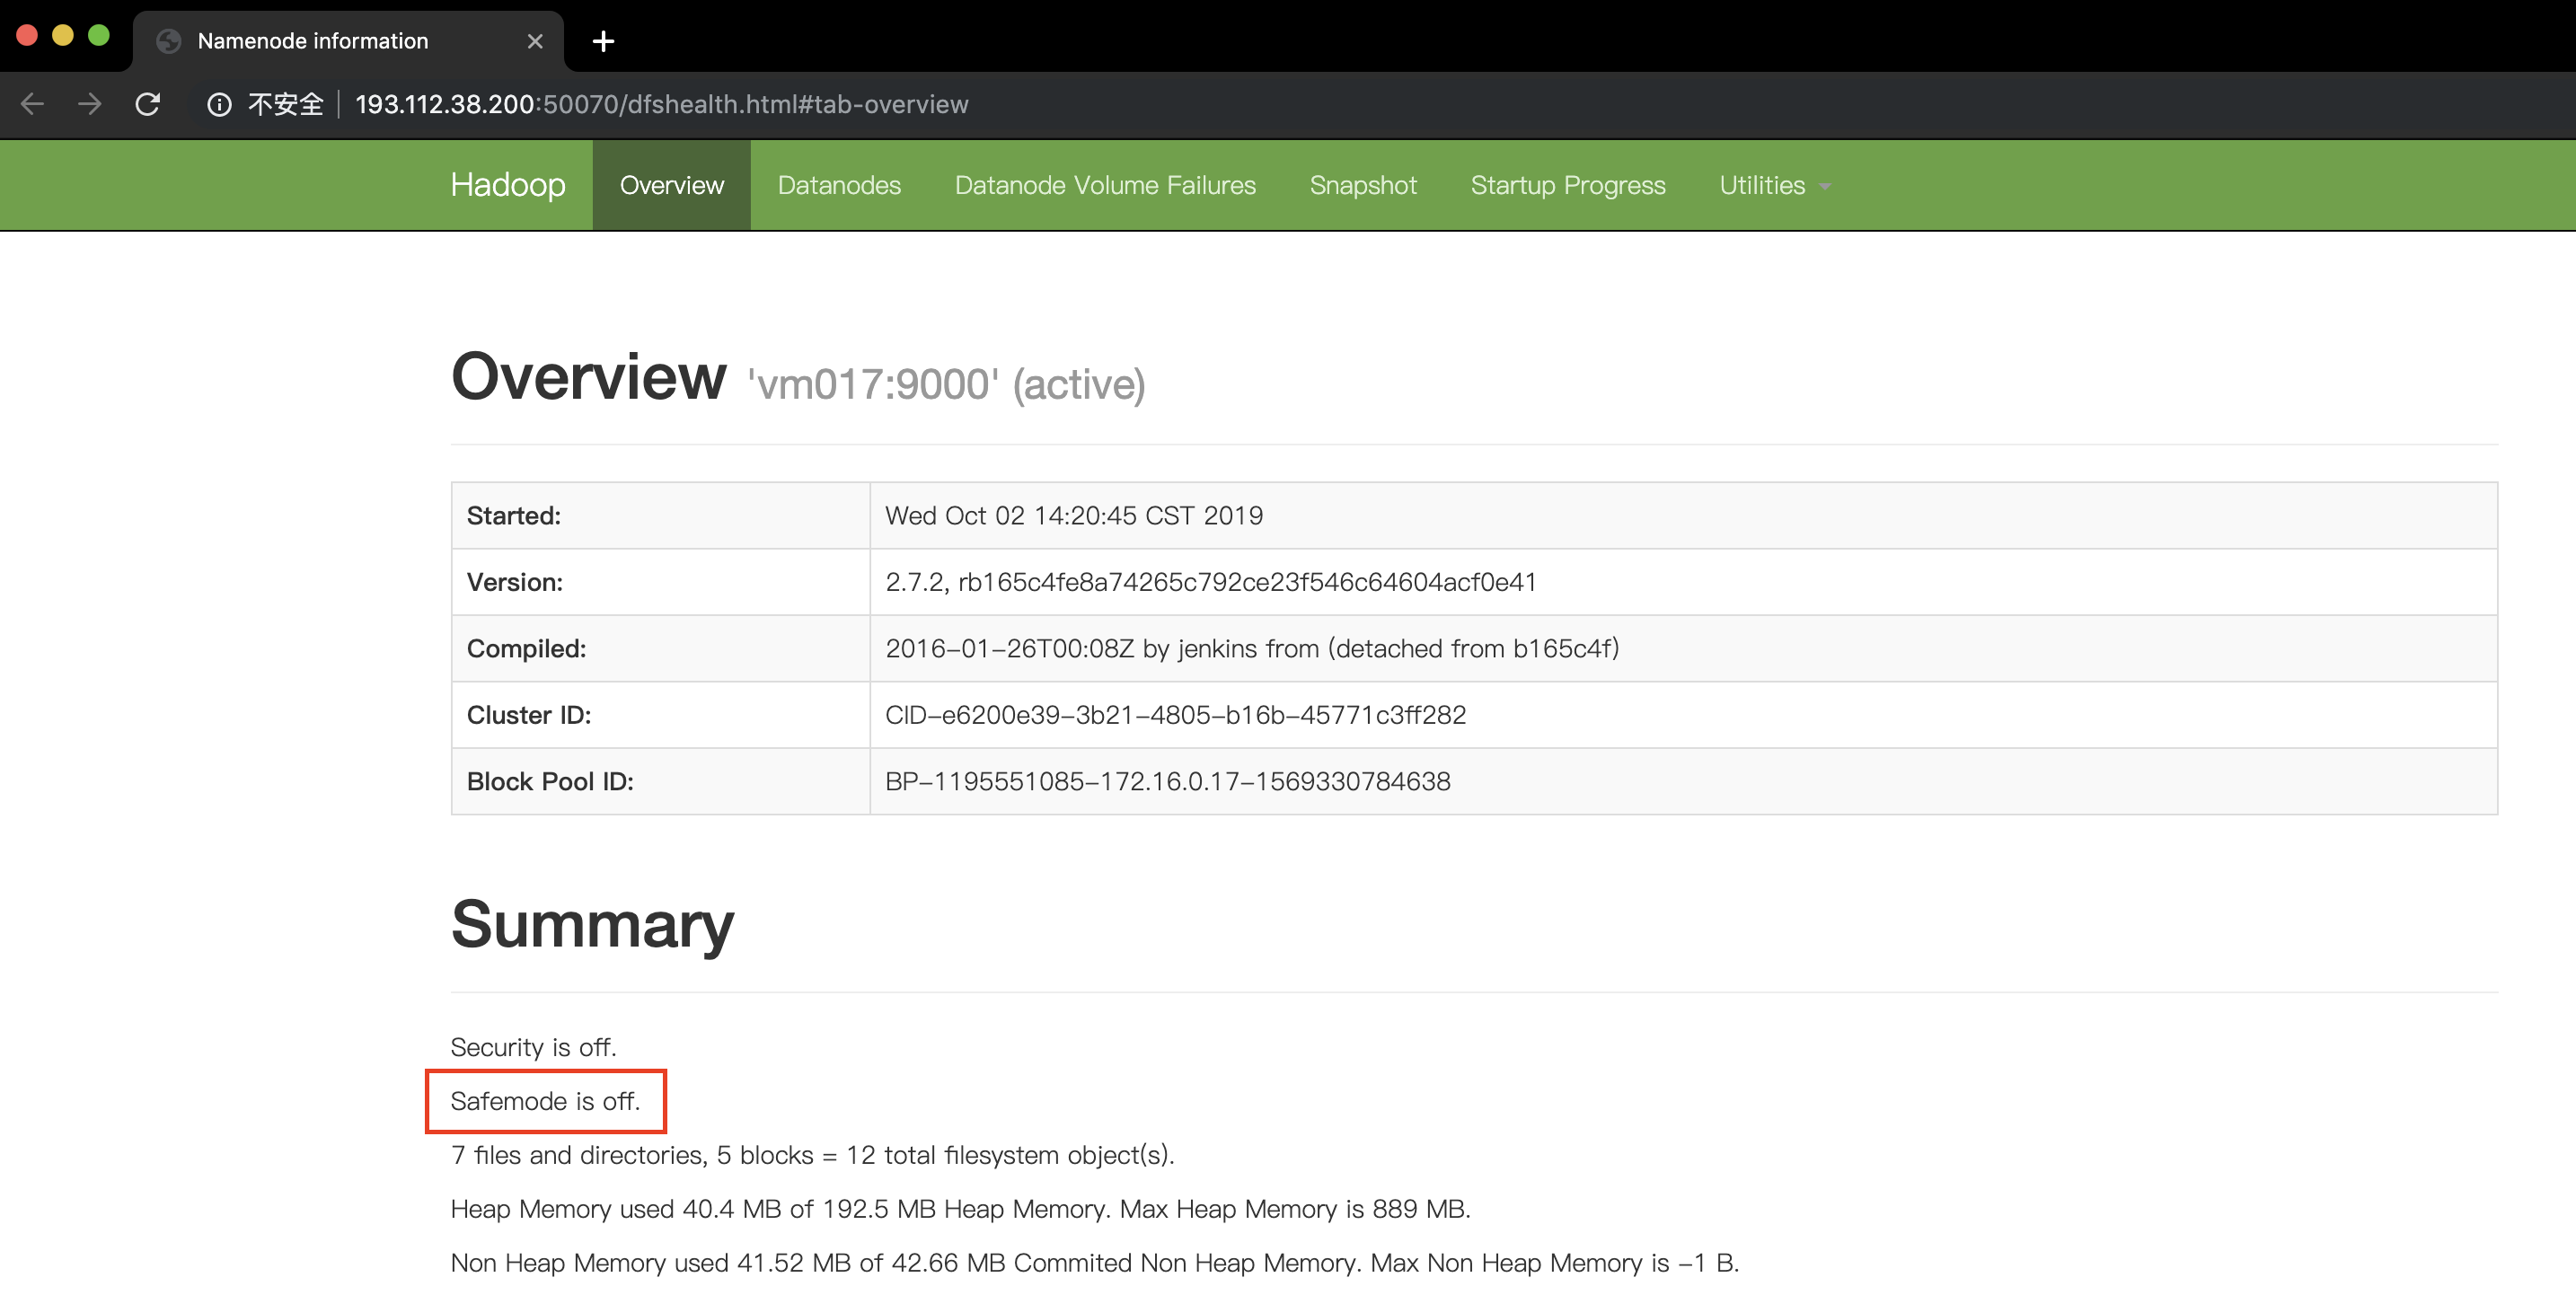 Namenode information
不安全 193.112.38.200:50070/dfshealth.html#tab-overview
Hadoop Overview Datanodes Datanode Volume Failures Snapshot Startup Progress Utilities
Overview 'vm017:9000' (active)
Started: Wed Oct 02 14:20:45 CST 2019
Version: 2.7.2, rb165c4fe8a74265c792ce23f546c64604acf0e41
Compiled: 2016-01-26T00:08Z by jenkins from (detached from b165c4f)
Cluster ID: CID-e6200e39-3b21-4805-b16b-45771c3ff282
Block Pool ID: BP-1195551085-172.16.0.17-1569330784638
Summary
Security is off.
Safemode is off.
7 files and directories, 5 blocks = 12 total filesystem object(s).
Heap Memory used 40.4 MB of 192.5 MB Heap Memory. Max Heap Memory is 889 MB.
Non Heap Memory used 41.52 MB of 42.66 MB Commited Non Heap Memory. Max Non Heap Memory is -1 B.